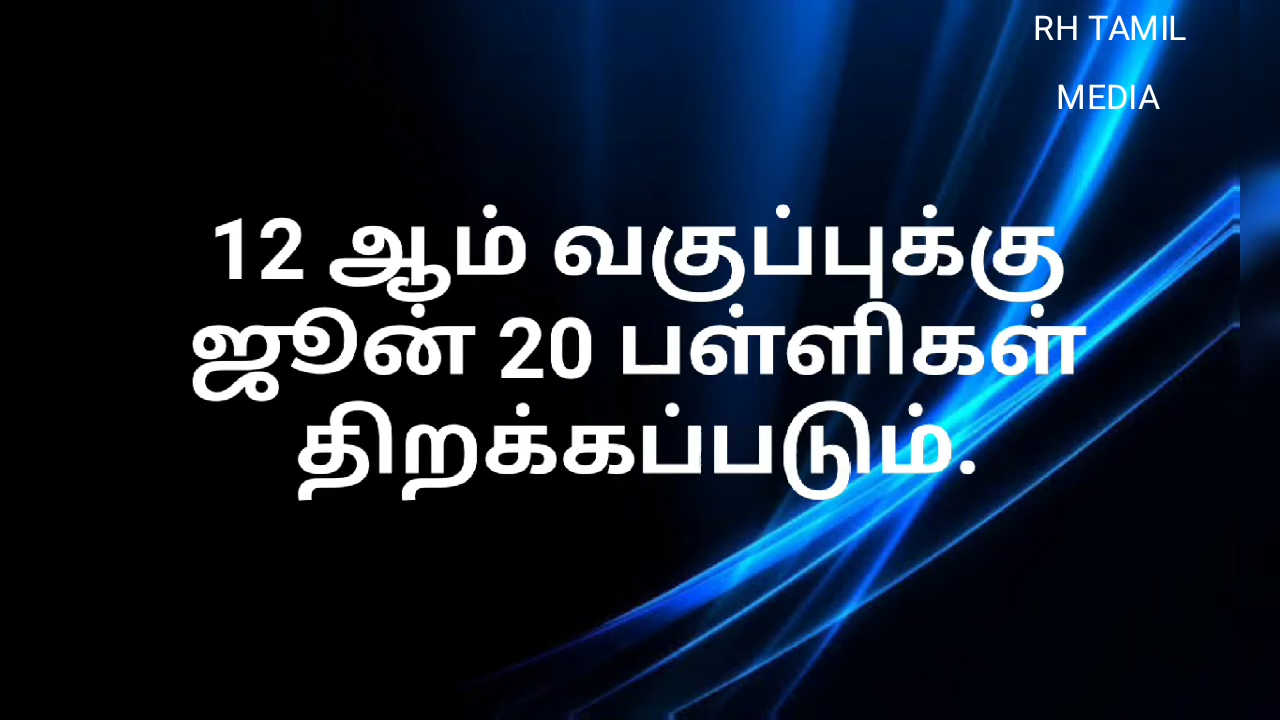 RH TAMIL
MEDIA
12 ஆம் வகுப்புக்கு
ஜூன் 20 பள்ளிகள்
திறக்கப்படும்.